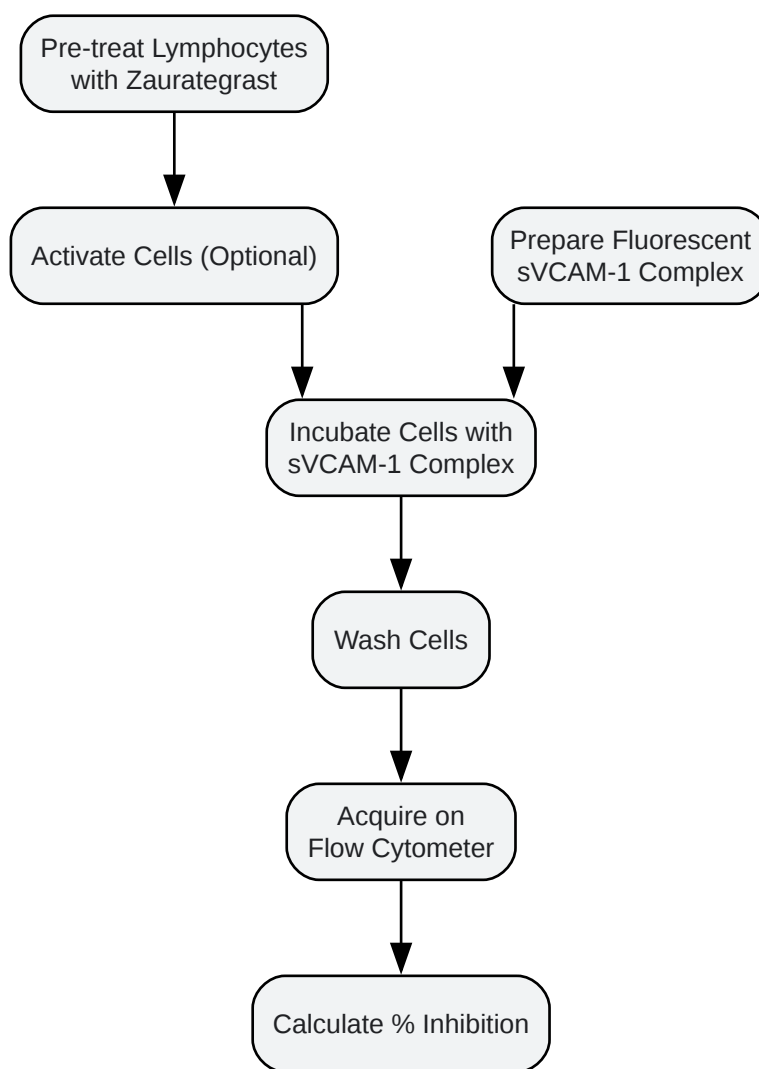 Pre-treat Lymphocytes
with Zaurategrast
Activate Cells (Optional)
Prepare Fluorescent
sVCAM-1 Complex
Incubate Cells with
sVCAM-1 Complex
Wash Cells
Acquire on
Flow Cytometer
Calculate % Inhibition